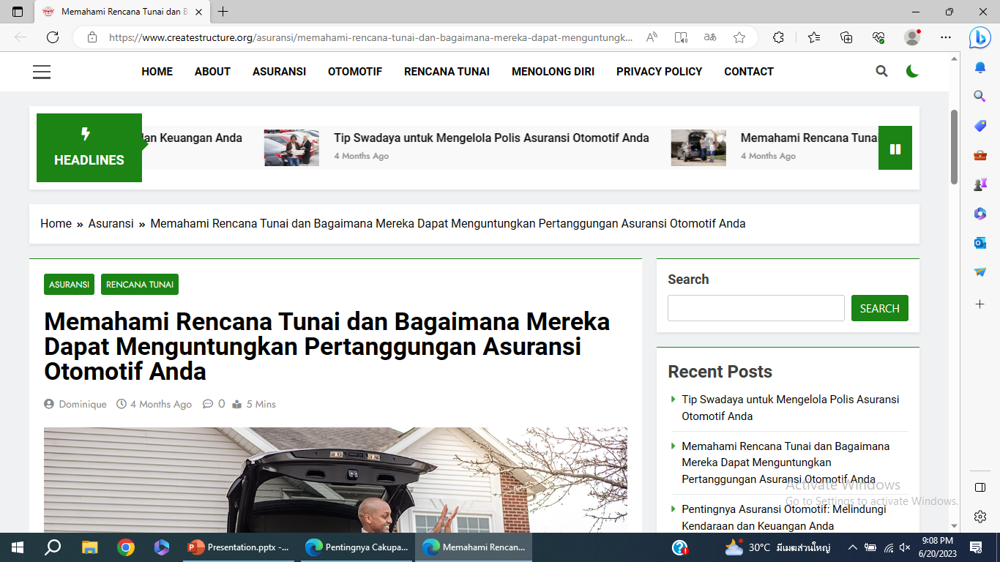 Memahami Rencana Tunai dan B
https://www.createstructure.org/asuransi/memahami-rencana-tunai-dan-bagaimana-mereka-dapat-menguntungk...
HOME ABOUT ASURANSI OTOMOTIF RENCANA TUNAI MENOLONG DIRI PRIVACY POLICY CONTACT
HEADLINES
dan Keuangan Anda
Tip Swadaya untuk Mengelola Polis Asuransi Otomotif Anda
4 Months Ago
Memahami Rencana Tunai
4 Months Ago
Home » Asuransi » Memahami Rencana Tunai dan Bagaimana Mereka Dapat Menguntungkan Pertanggungan Asuransi Otomotif Anda
ASURANSI RENCANA TUNAI
Memahami Rencana Tunai dan Bagaimana Mereka
Dapat Menguntungkan Pertanggungan Asuransi
Otomotif Anda
Dominique 4 Months Ago 0 5 Mins
Search
SEARCH
Recent Posts
Tip Swadaya untuk Mengelola Polis Asuransi
Otomotif Anda
Memahami Rencana Tunai dan Bagaimana
Mereka Dapat Menguntungkan
Pertanggungan Asuransi Otomotif Anda
Pentingnya Asuransi Otomotif: Melindungi
Kendaraan dan Keuangan Anda
Activate Windows
Go to Settings to activate Windows.
Presentation.pptx -...
Pentingnya Cakupa...
Memahami Rencan...
30°C มีเมฆส่วนใหญ่
9:08 PM
6/20/2023